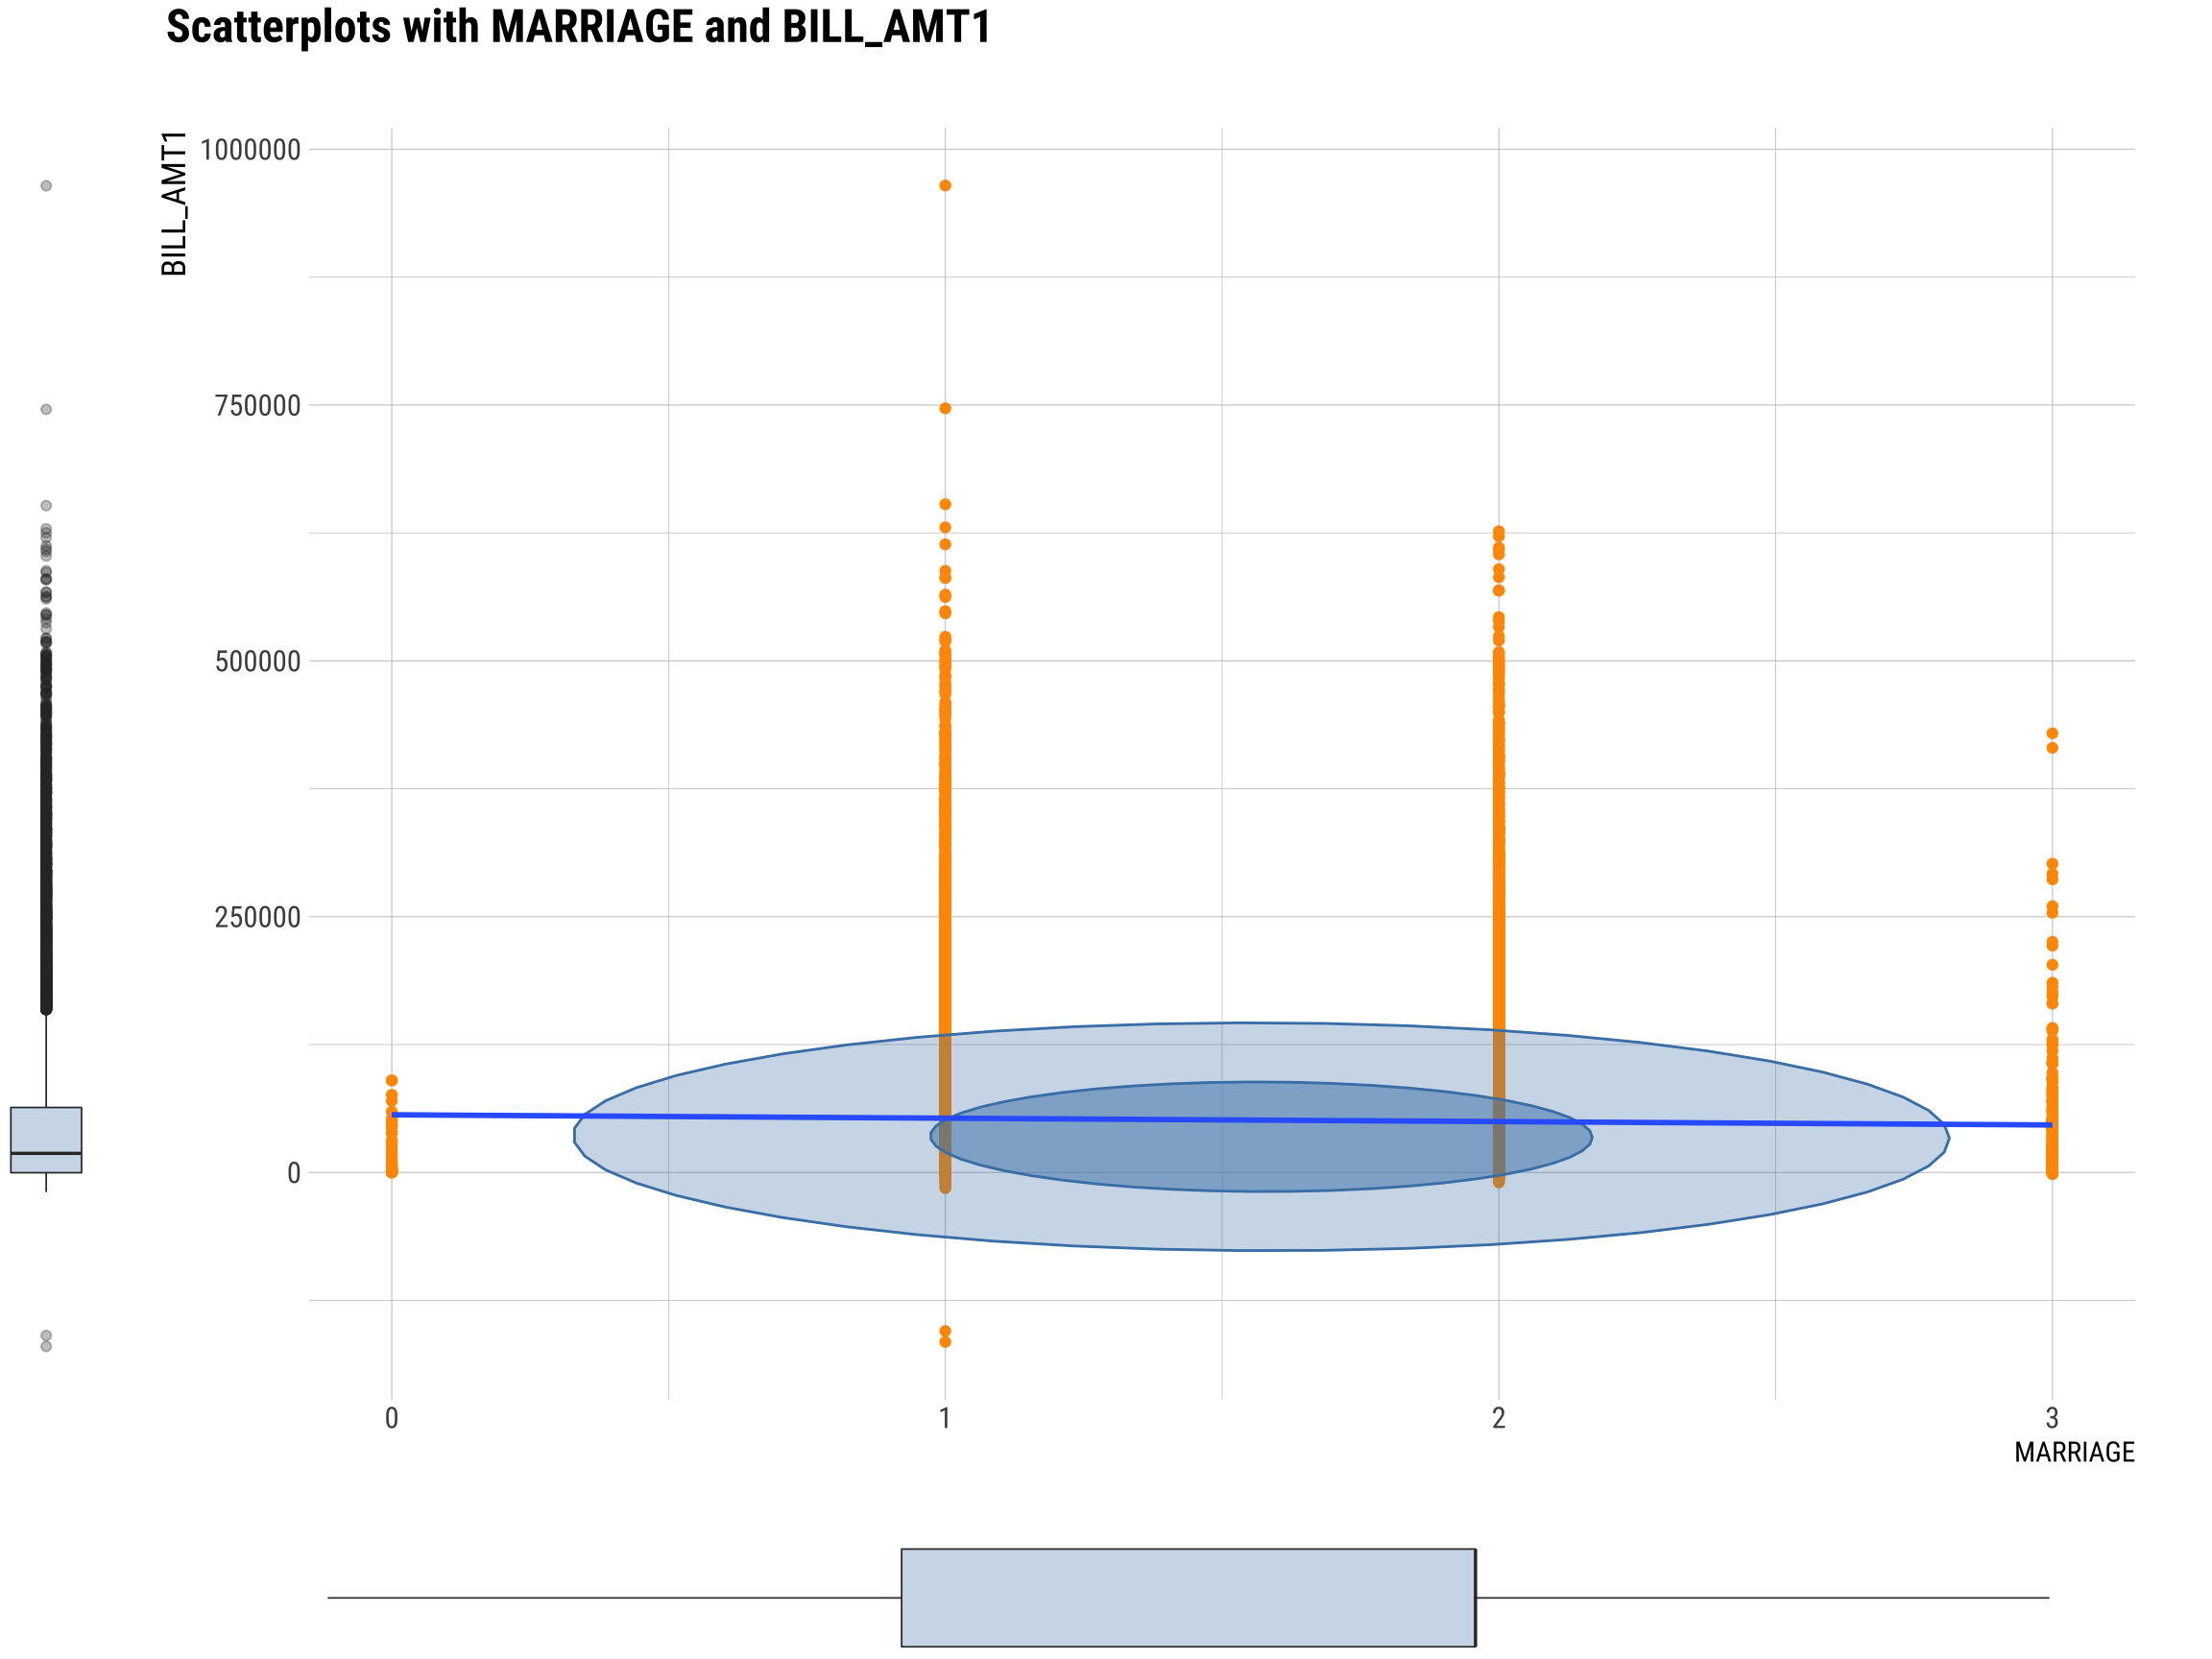 Scatterplots with MARRIAGE and BILL_AMT1
BILL_AMT1
1000000
750000
500000
250000
0
0 1 2 3
MARRIAGE